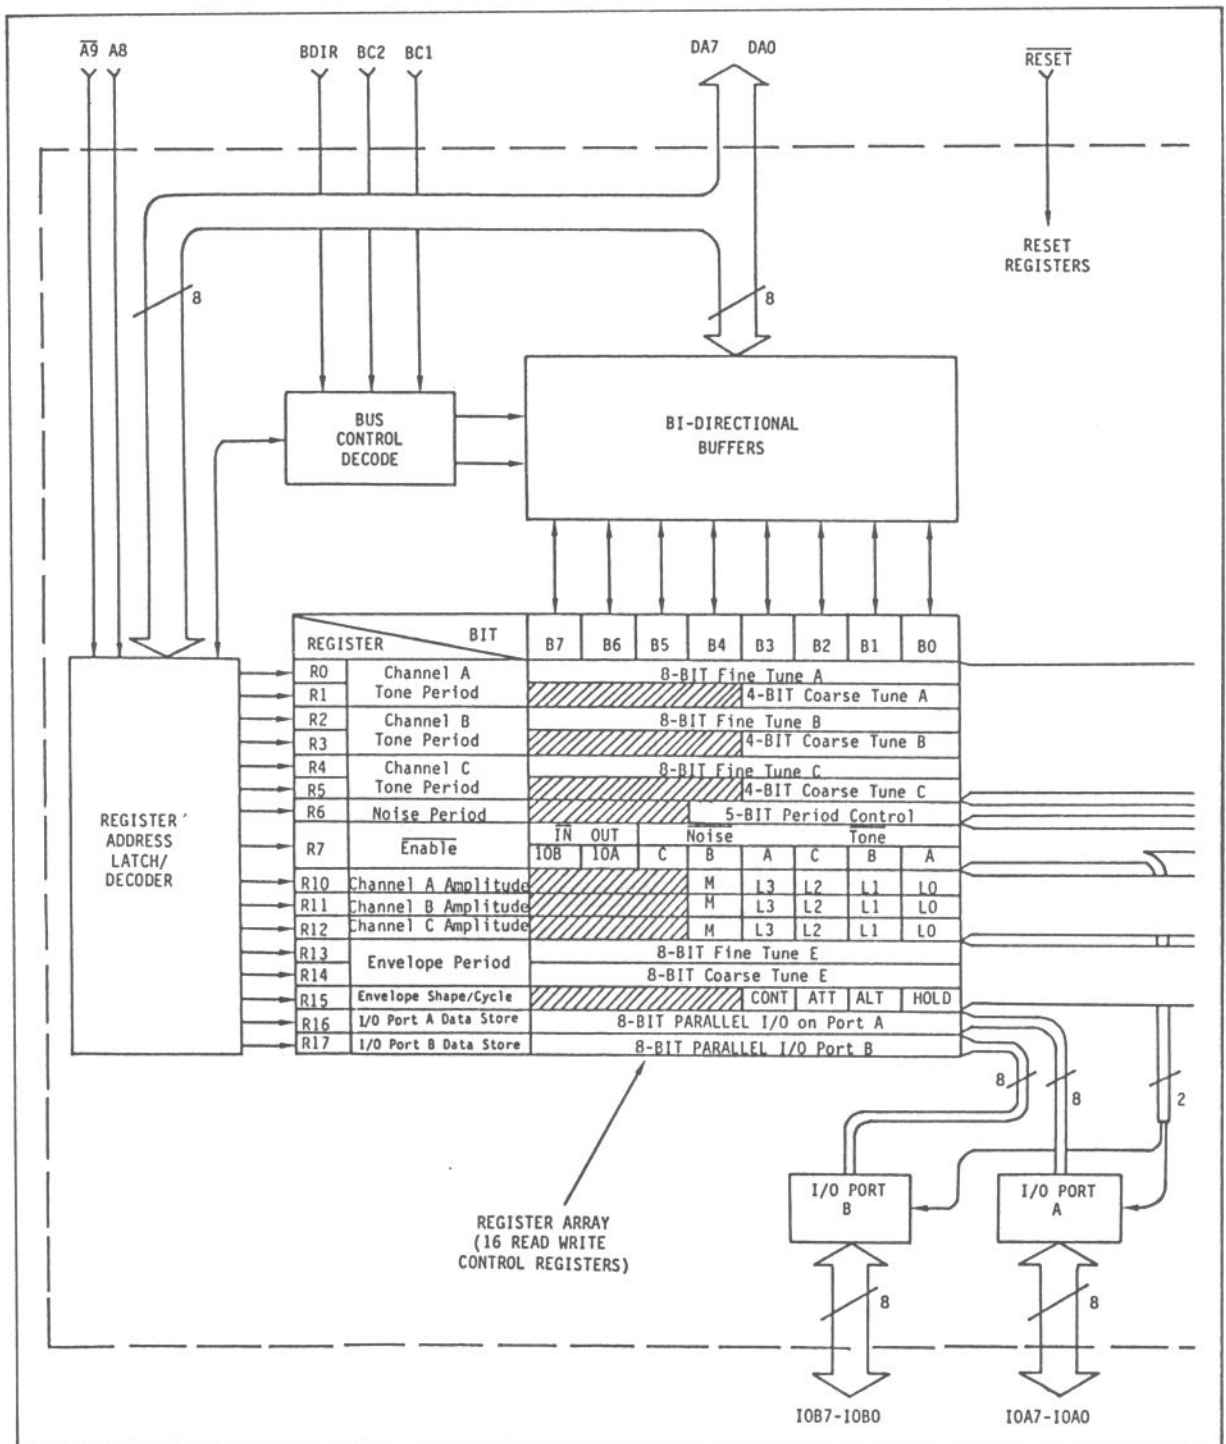 A9 A8 BDIR BC2 BC1 DA7 DA0 RESET
RESET
REGISTERS
8 8
BUS
CONTROL
DECODE
BI-DIRECTIONAL
BUFFERS
REGISTER BIT B7 B6 B5 B4 B3 B2 B1 B0
R0 Channel A 8-BIT Fine Tune A
R1 Tone Period 4-BIT Coarse Tune A
R2 Channel B 8-BIT Fine Tune B
R3 Tone Period 4-BIT Coarse Tune B
R4 Channel C 8-BIT Fine Tune C
R5 Tone Period 4-BIT Coarse Tune C
R6 Noise Period 5-BIT Period Control
R7 Enable IN OUT Noise Tone
IOB IOA C B A C B A
R10 Channel A Amplitude M L3 L2 L1 L0
R11 Channel B Amplitude M L3 L2 L1 L0
R12 Channel C Amplitude M L3 L2 L1 L0
R13 Envelope Period 8-BIT Fine Tune E
R14 8-BIT Coarse Tune E
R15 Envelope Shape/Cycle CONT ATT ALT HOLD
R16 I/O Port A Data Store 8-BIT PARALLEL I/O on Port A
R17 I/O Port B Data Store 8-BIT PARALLEL I/O Port B
REGISTER
ADDRESS
LATCH/
DECODER
8 8 2
I/O PORT
B
I/O PORT
A
REGISTER ARRAY
(16 READ WRITE
CONTROL REGISTERS)
8 8
IOB7-IOB0 IOA7-IOA0